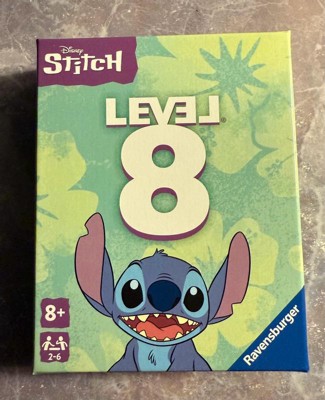 Disney
Stitch
LEVEL
8
8+
2-6
Ravensburger